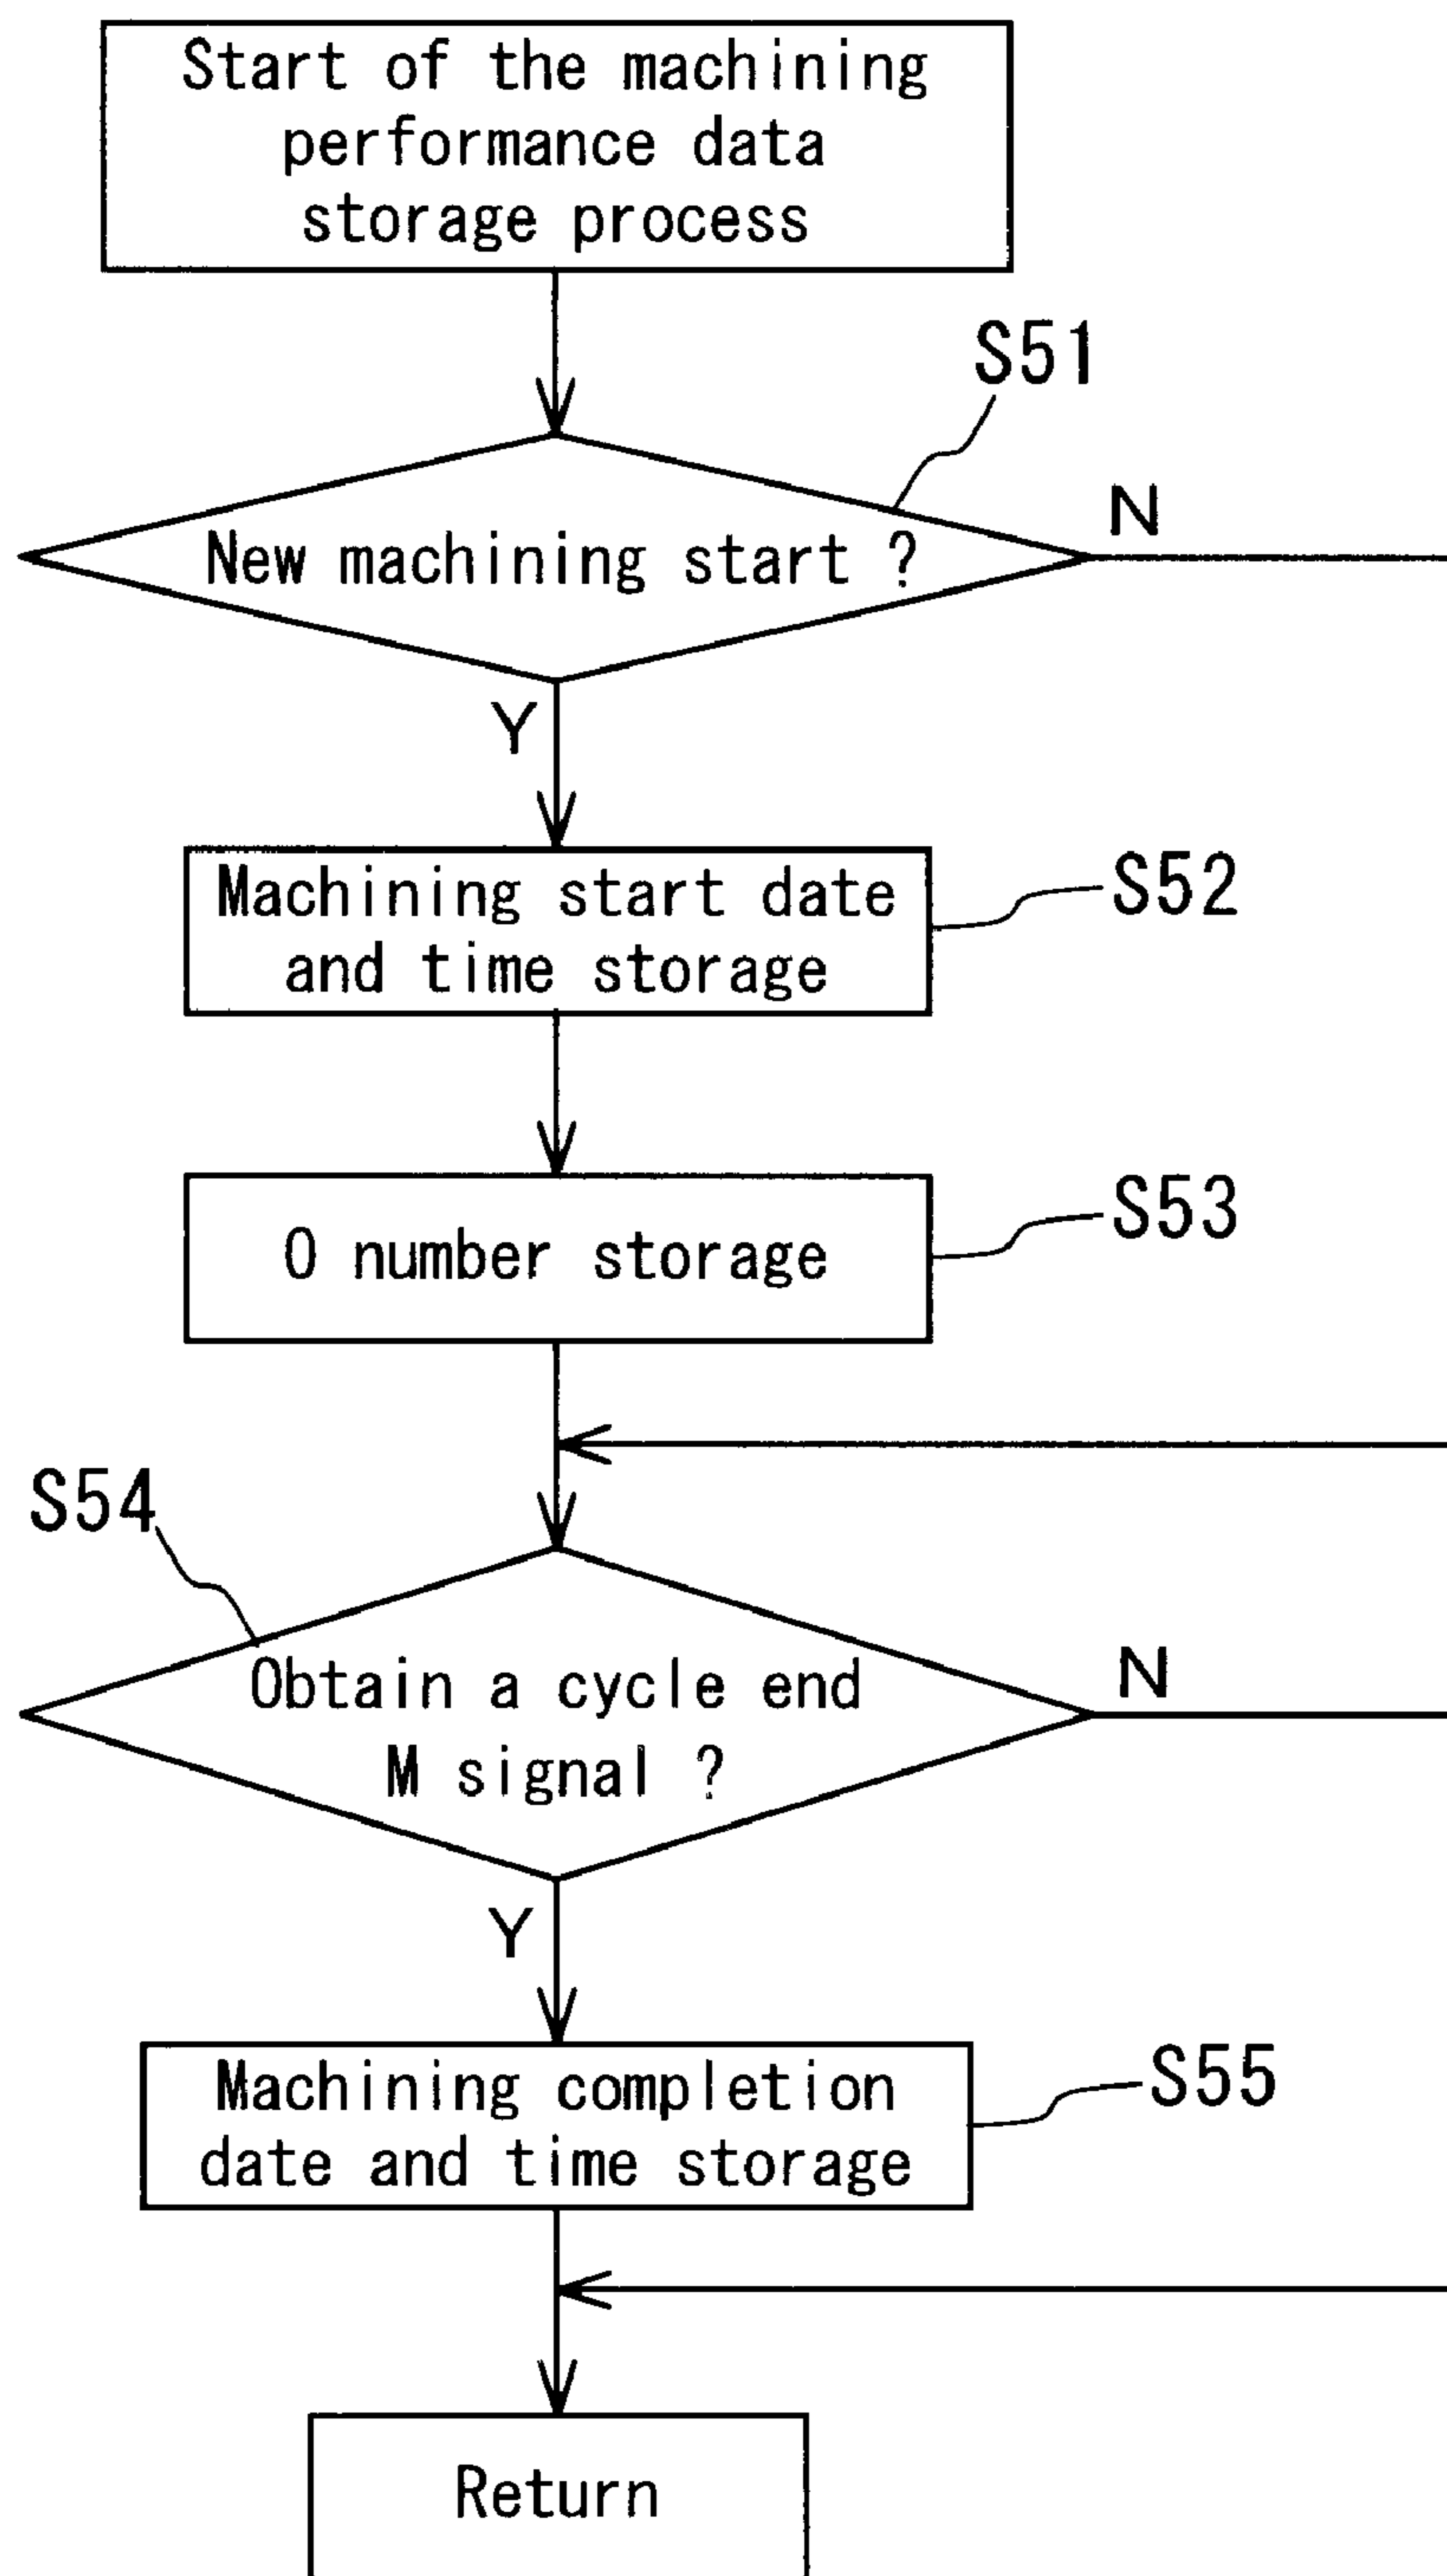 Start of the machining
performance data
storage process
S51
N
New machining start ?
Y
Machining start date
and time storage
S52
O number storage
S53
S54
Obtain a cycle end
M signal ?
N
Y
Machining completion
date and time storage
S55
Return